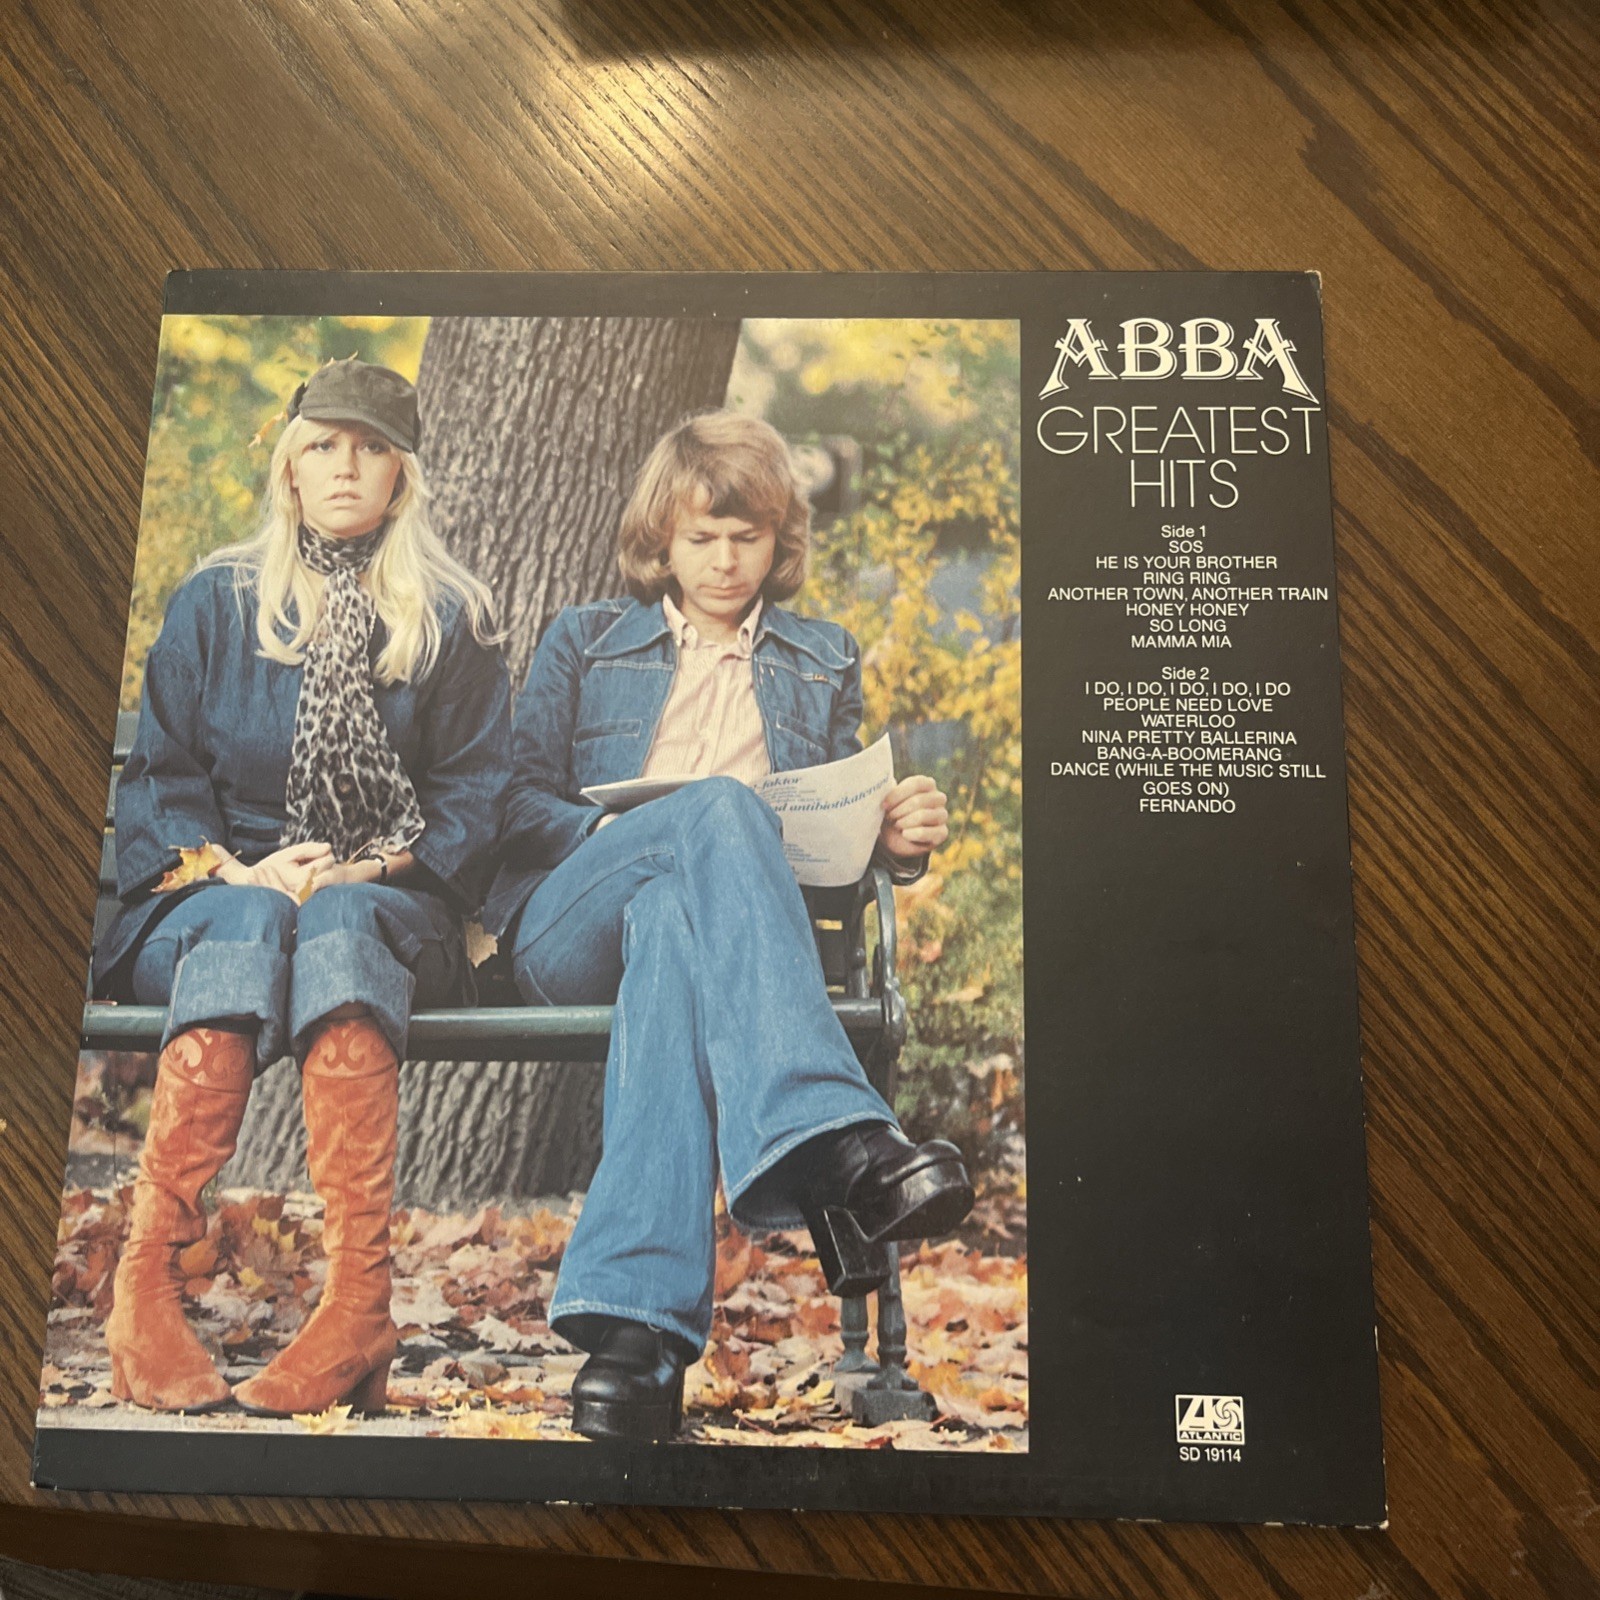 ABBA
GREATEST
HITS
Side 1
SOS
HE IS YOUR BROTHER
RING RING
ANOTHER TOWN, ANOTHER TRAIN
HONEY HONEY
SO LONG
MAMMA MIA
Side 2
I DO, I DO, I DO, I DO, I DO
PEOPLE NEED LOVE
WATERLOO
NINA PRETTY BALLERINA
BANG-A-BOOMERANG
DANCE (WHILE THE MUSIC STILL
GOES ON)
FERNANDO
-faktor
antibiotika
ATLANTIC
SD 19114